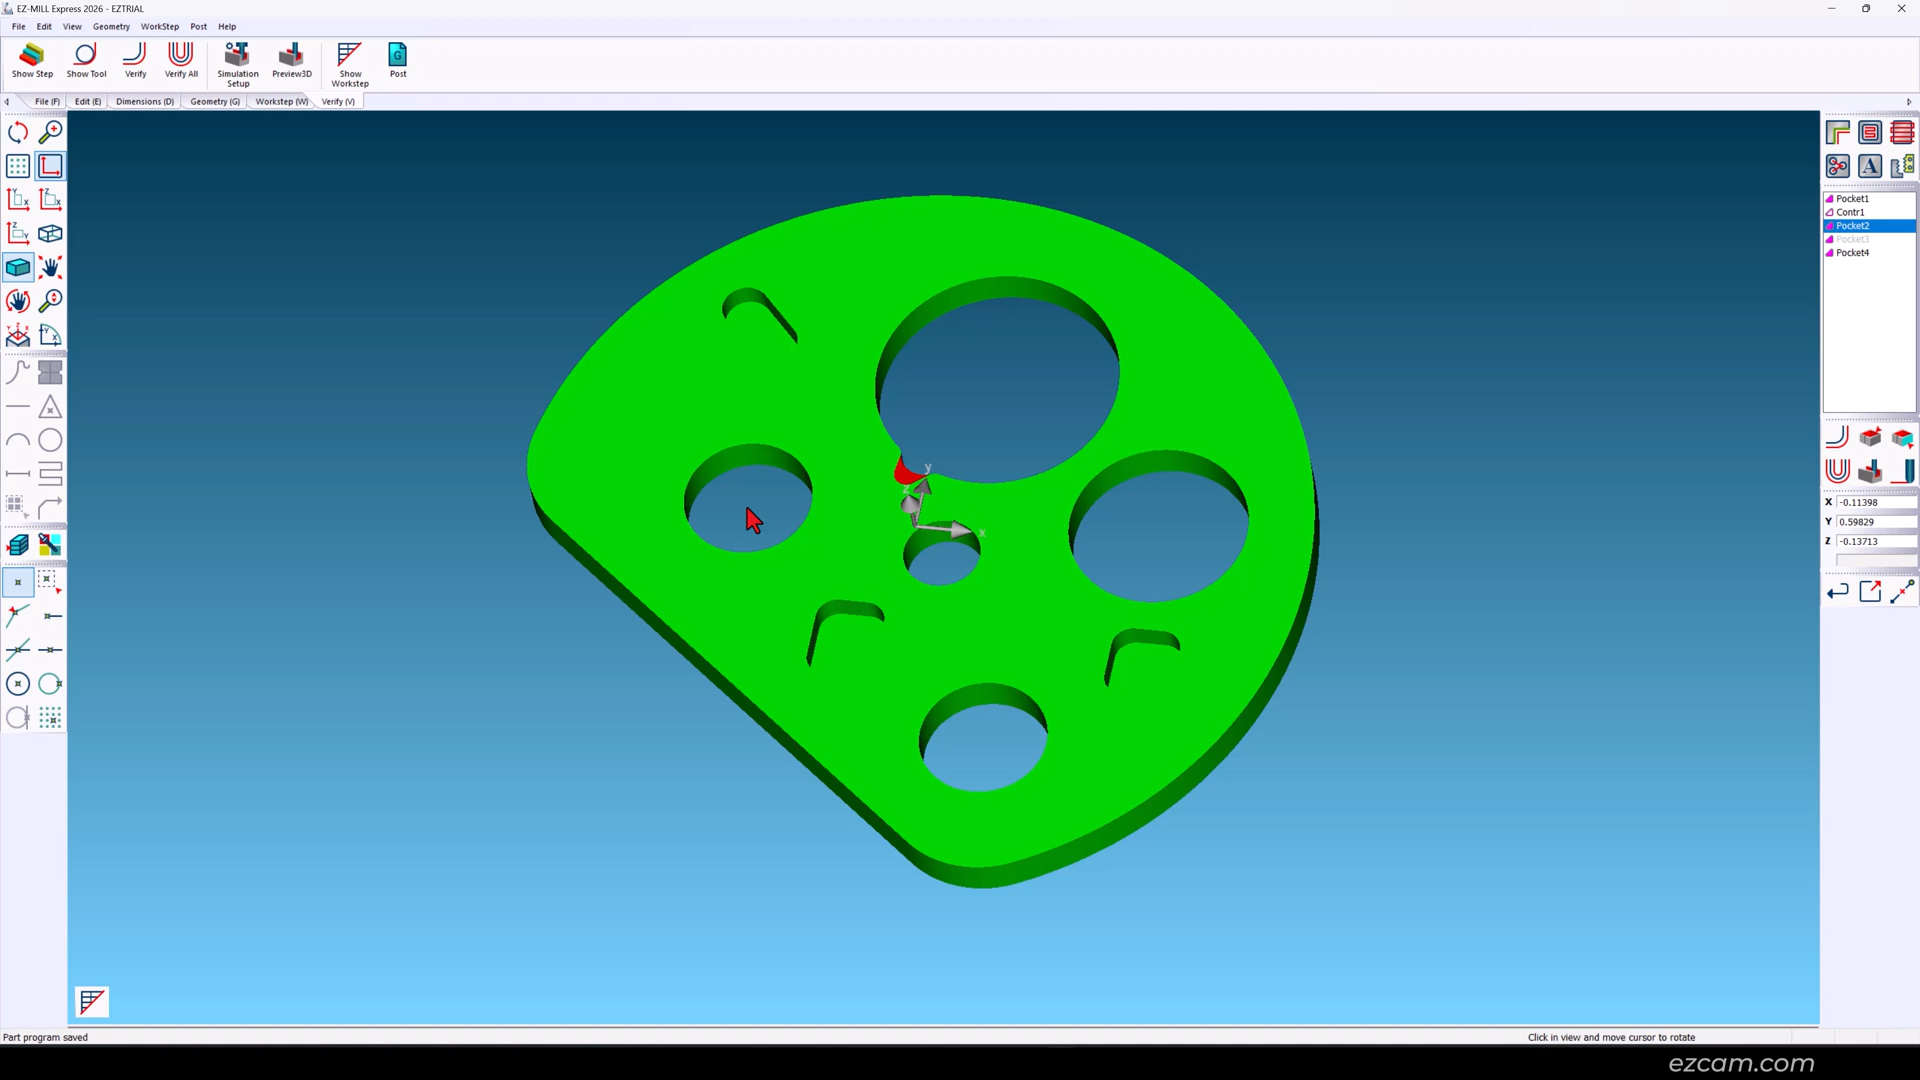 EZ-MILL Express 2026 - EZTRIAL
File Edit View Geometry WorkStep Post Help
Show Step
Show Tool
Verify
Verify All
Simulation Setup
Preview3D
Show Workstep
Post
File (F) Edit (E) Dimensions (D) Geometry (G) Workstep (W) Verify (V)
Pocket1
Contr1
Pocket2
Pocket3
Pocket4
X -0.11398
Y 0.59829
Z -0.13713
y
z
x
Part program saved
Click in view and move cursor to rotate
ezcam.com